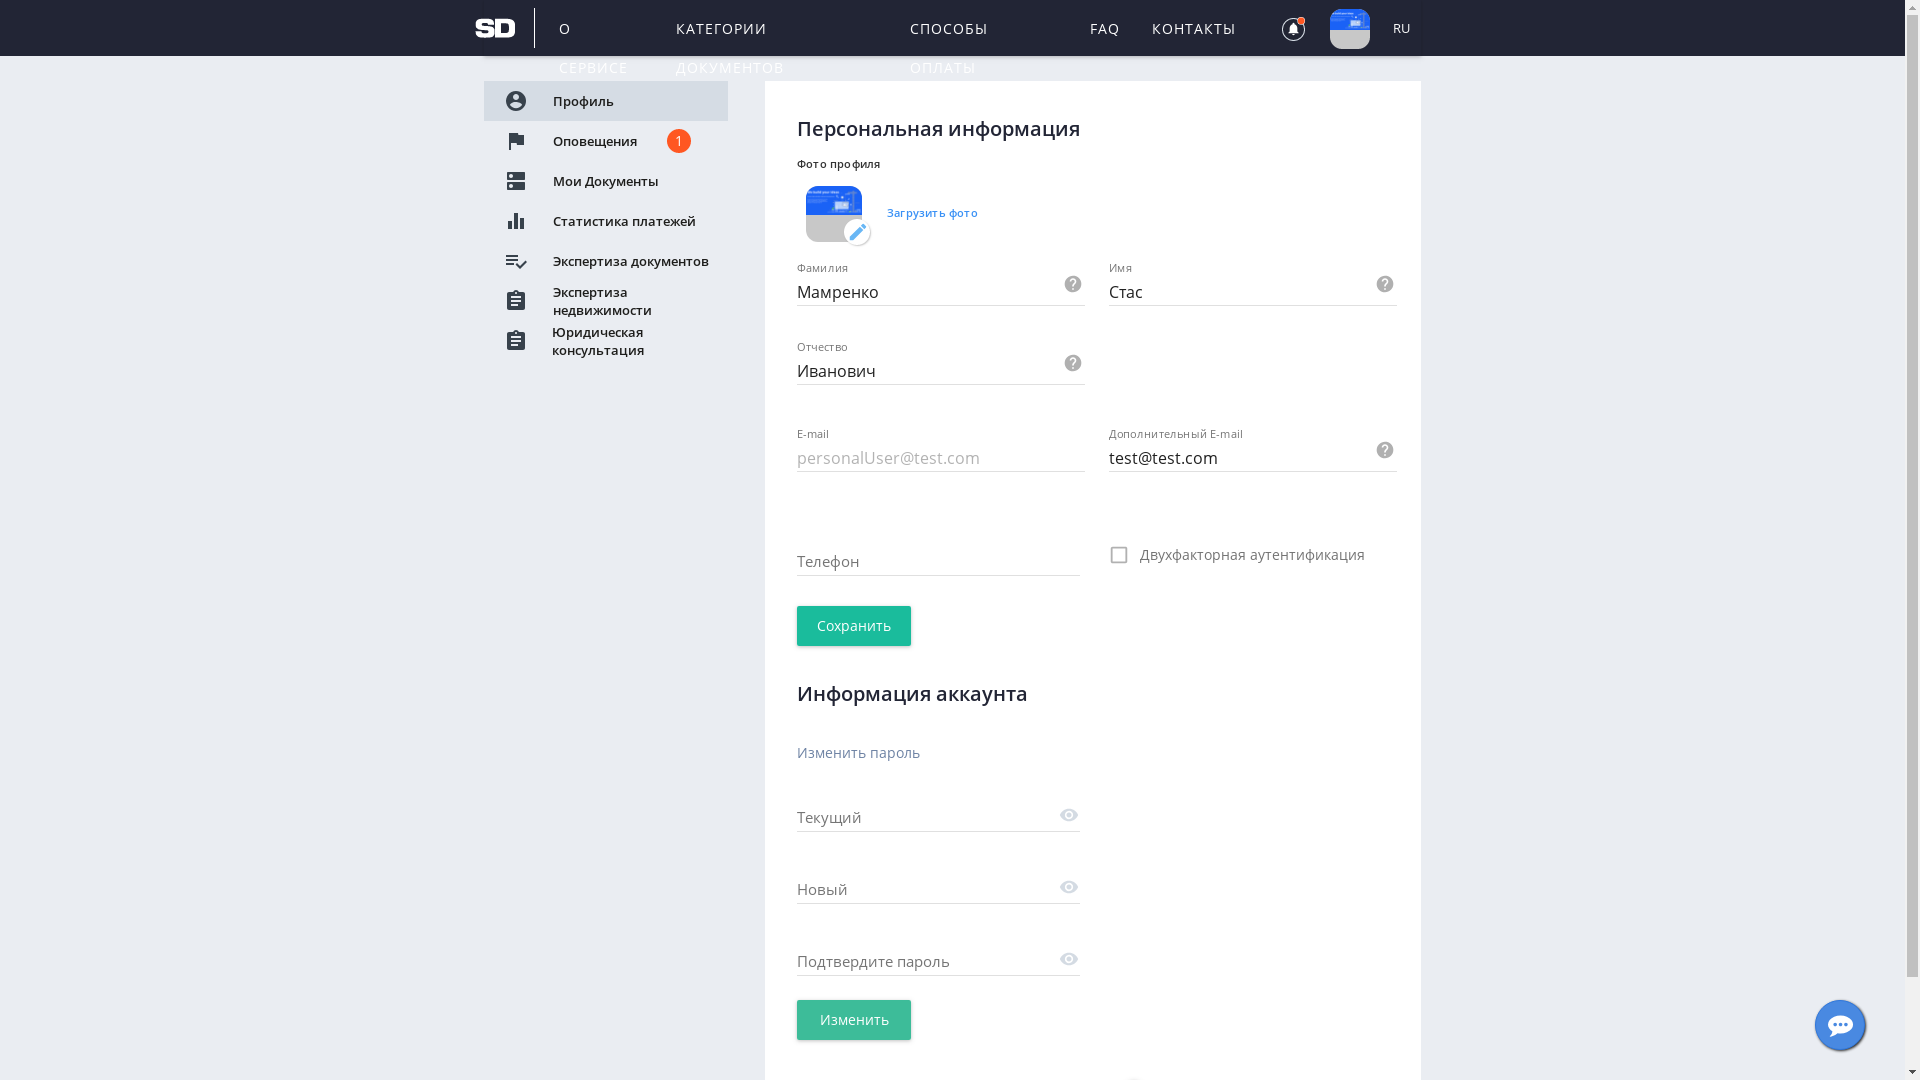 SD
О СЕРВИСЕ
КАТЕГОРИИ ДОКУМЕНТОВ
СПОСОБЫ ОПЛАТЫ
FAQ
КОНТАКТЫ
RU
Профиль
Оповещения 1
Мои Документы
Статистика платежей
Экспертиза документов
Экспертиза
недвижимости
Юридическая
консультация
Персональная информация
Фото профиля
Загрузить фото
Фамилия
Мамренко
Имя
Стас
Отчество
Иванович
E-mail
personalUser@test.com
Дополнительный E-mail
test@test.com
Телефон
Двухфакторная аутентификация
Сохранить
Информация аккаунта
Изменить пароль
Текущий
Новый
Подтвердите пароль
Изменить